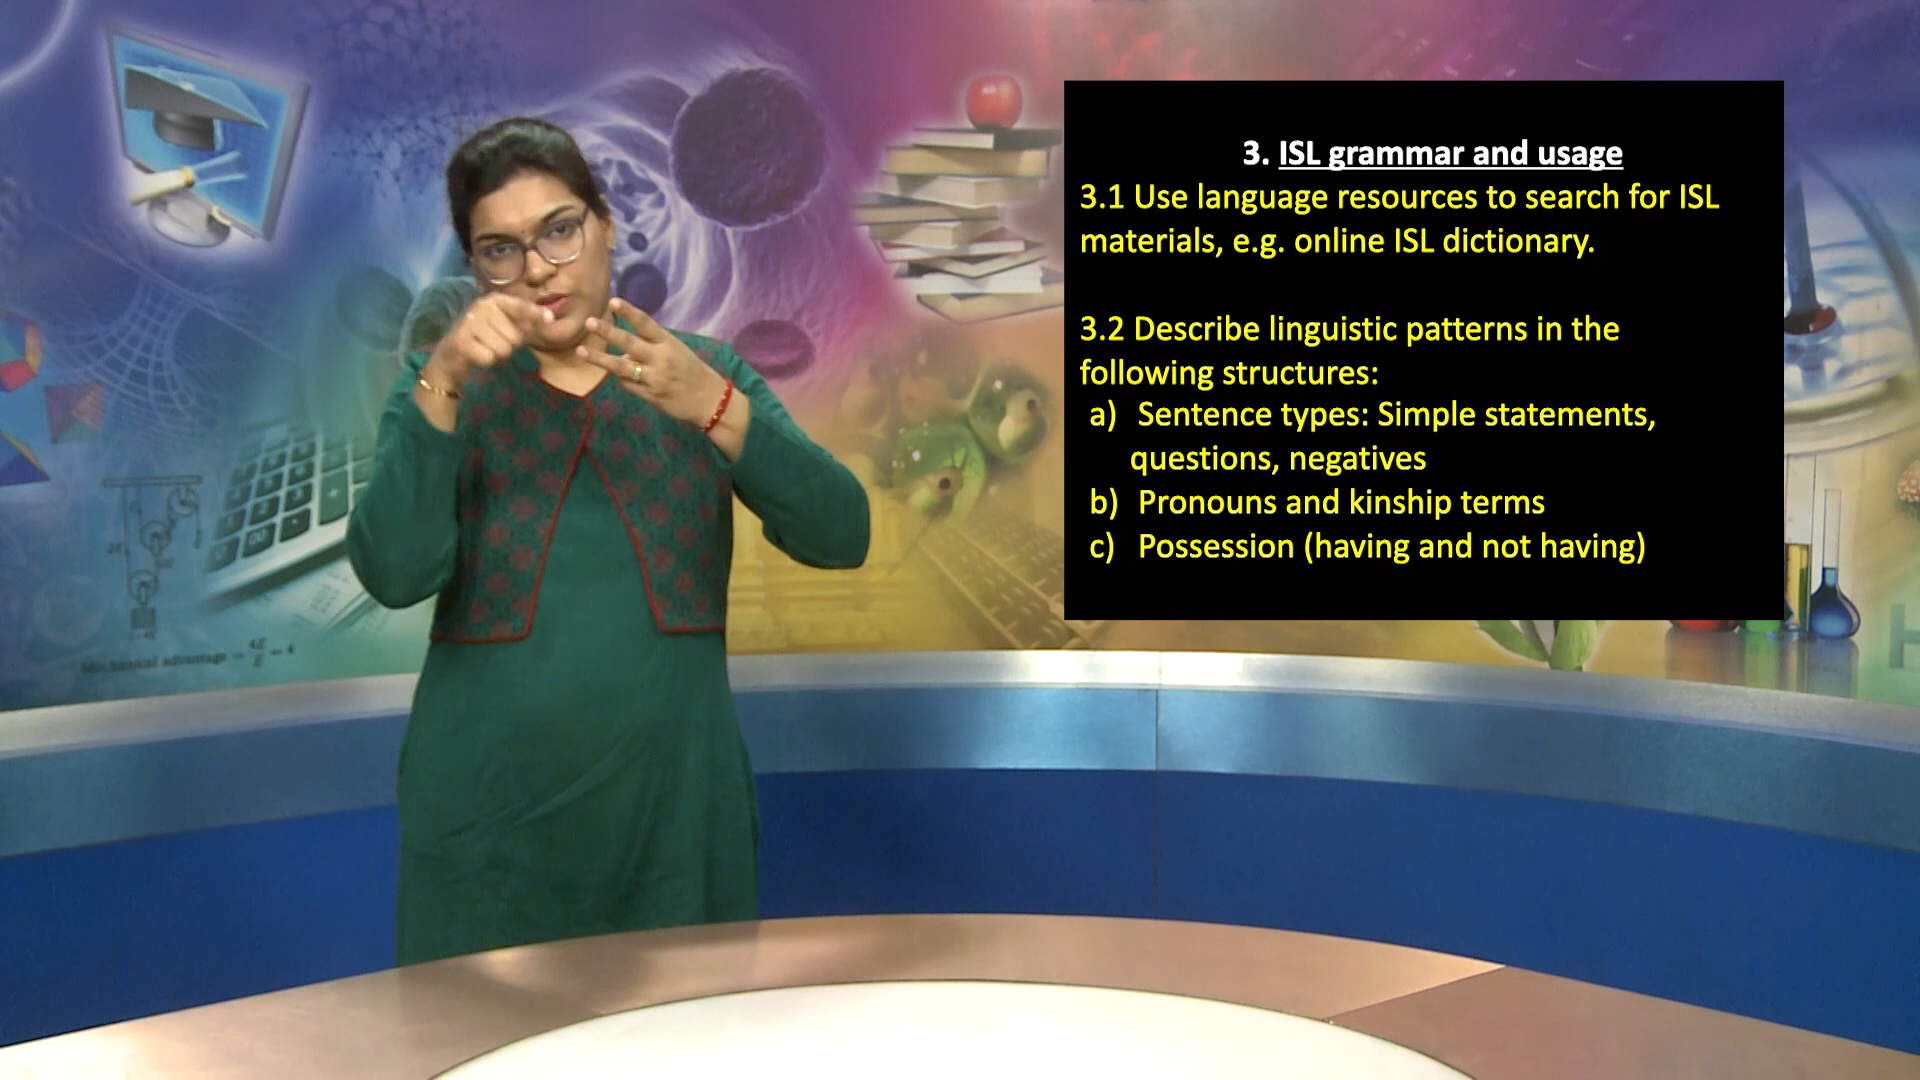 3. ISL grammar and usage
3.1 Use language resources to search for ISL
materials, e.g. online ISL dictionary.
3.2 Describe linguistic patterns in the
following structures:
a) Sentence types: Simple statements,
questions, negatives
b) Pronouns and kinship terms
c) Possession (having and not having)
Mechanical advantage